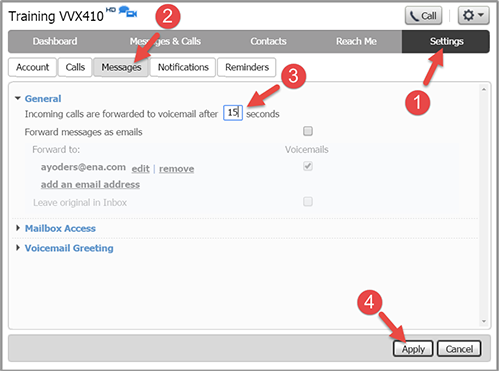 Training VVX410 HD
Call
Dashboard Messages & Calls Contacts Reach Me Settings
2
1
Account Calls Messages Notifications Reminders
3
General
Incoming calls are forwarded to voicemail after 15 seconds
Forward messages as emails
Forward to: Voicemails
ayoders@ena.com edit | remove
add an email address
Leave original in Inbox
Mailbox Access
Voicemail Greeting
4
Apply Cancel